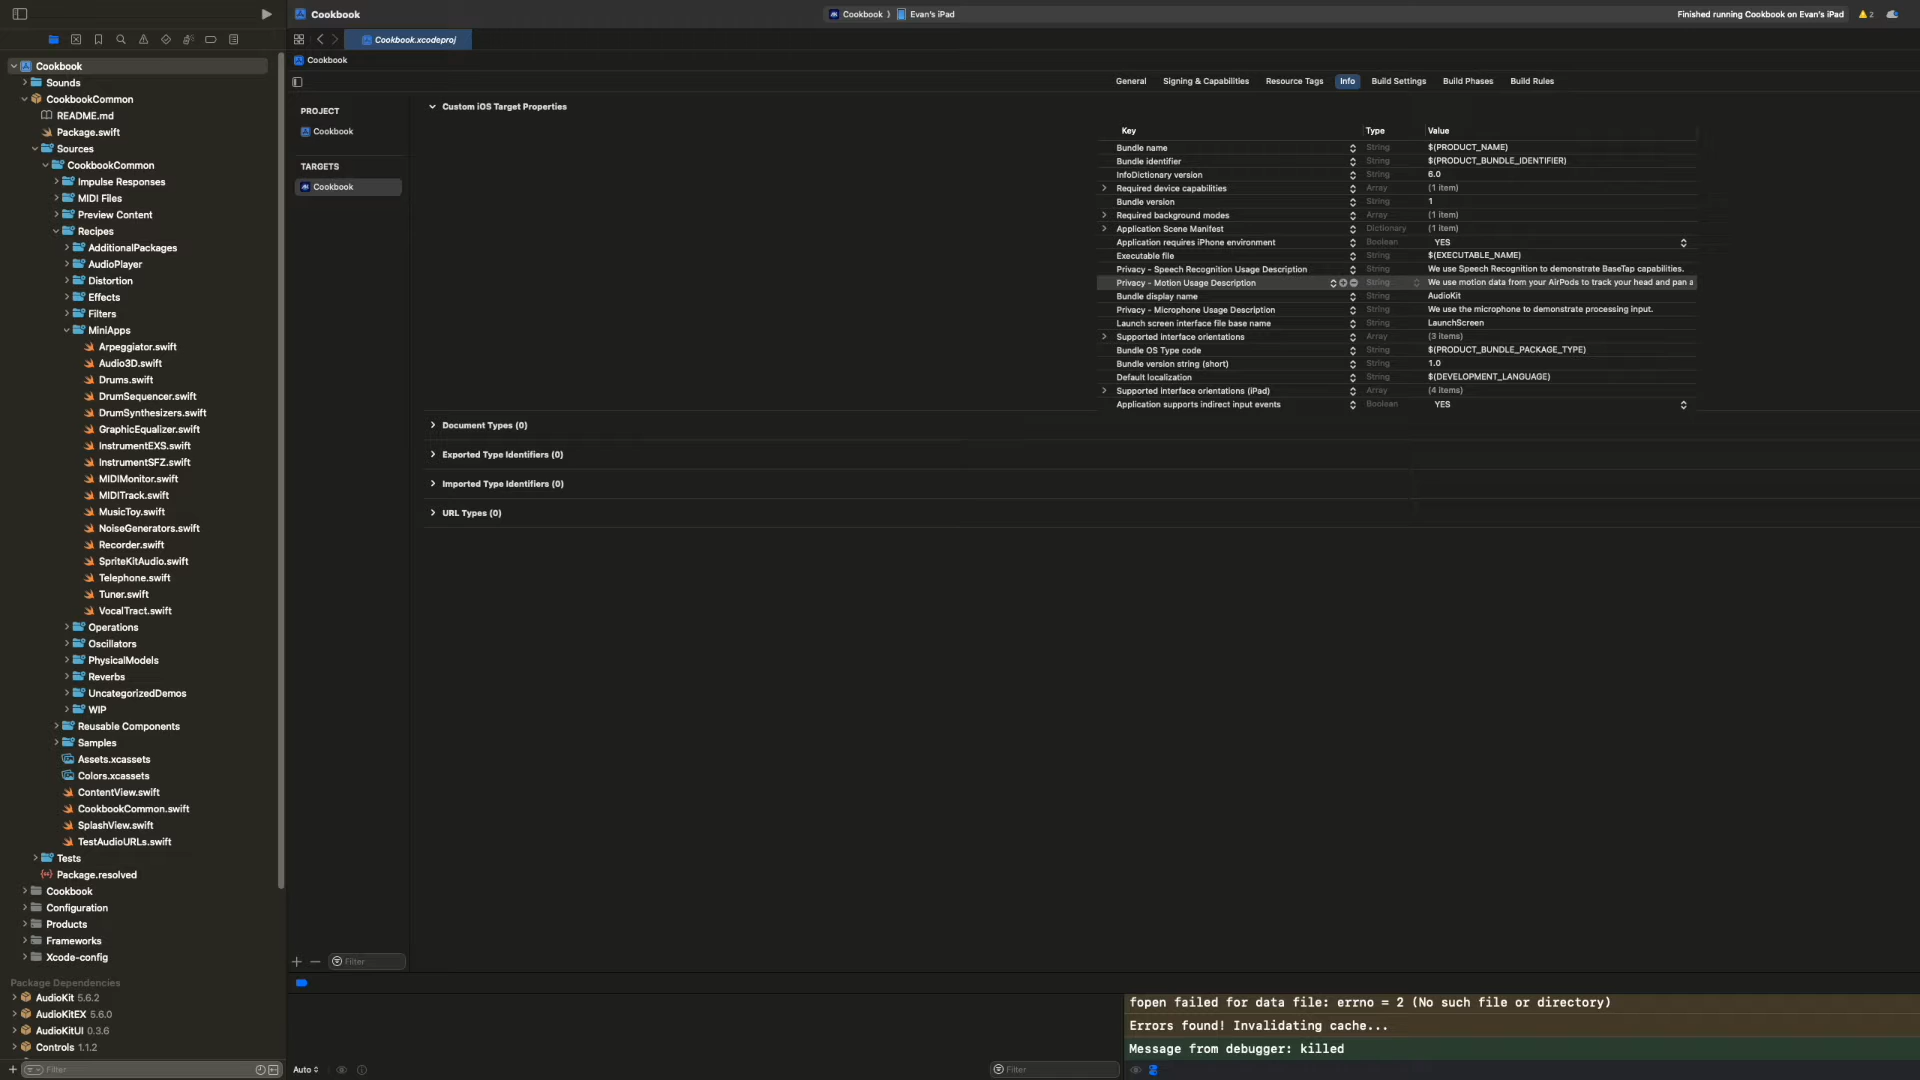 Cookbook
Cookbook ⟩ Evan's iPad
Finished running Cookbook on Evan's iPad
2
Cookbook.xcodeproj
Cookbook
Cookbook
Sounds
CookbookCommon
README.md
Package.swift
Sources
CookbookCommon
Impulse Responses
MIDI Files
Preview Content
Recipes
AdditionalPackages
AudioPlayer
Distortion
Effects
Filters
MiniApps
Arpeggiator.swift
Audio3D.swift
Drums.swift
DrumSequencer.swift
DrumSynthesizers.swift
GraphicEqualizer.swift
InstrumentEXS.swift
InstrumentSFZ.swift
MIDIMonitor.swift
MIDITrack.swift
MusicToy.swift
NoiseGenerators.swift
Recorder.swift
SpriteKitAudio.swift
Telephone.swift
Tuner.swift
VocalTract.swift
Operations
Oscillators
PhysicalModels
Reverbs
UncategorizedDemos
WIP
Reusable Components
Samples
Assets.xcassets
Colors.xcassets
ContentView.swift
CookbookCommon.swift
SplashView.swift
TestAudioURLs.swift
Tests
Package.resolved
Cookbook
Configuration
Products
Frameworks
Xcode-config
Package Dependencies
AudioKit 5.6.2
AudioKitEX 5.6.0
AudioKitUI 0.3.6
Controls 1.1.2
Filter
PROJECT
Cookbook
TARGETS
Cookbook
Filter
General Signing & Capabilities Resource Tags Info Build Settings Build Phases Build Rules
Custom iOS Target Properties
Key Type Value
Bundle name String $(PRODUCT_NAME)
Bundle identifier String $(PRODUCT_BUNDLE_IDENTIFIER)
InfoDictionary version String 6.0
Required device capabilities Array (1 item)
Bundle version String 1
Required background modes Array (1 item)
Application Scene Manifest Dictionary (1 item)
Application requires iPhone environment Boolean YES
Executable file String $(EXECUTABLE_NAME)
Privacy - Speech Recognition Usage Description String We use Speech Recognition to demonstrate BaseTap capabilities.
Privacy - Motion Usage Description String We use motion data from your AirPods to track your head and pan a
Bundle display name String AudioKit
Privacy - Microphone Usage Description String We use the microphone to demonstrate processing input.
Launch screen interface file base name String LaunchScreen
Supported interface orientations Array (3 items)
Bundle OS Type code String $(PRODUCT_BUNDLE_PACKAGE_TYPE)
Bundle version string (short) String 1.0
Default localization String $(DEVELOPMENT_LANGUAGE)
Supported interface orientations (iPad) Array (4 items)
Application supports indirect input events Boolean YES
Document Types (0)
Exported Type Identifiers (0)
Imported Type Identifiers (0)
URL Types (0)
Auto
Filter
fopen failed for data file: errno = 2 (No such file or directory)
Errors found! Invalidating cache...
Message from debugger: killed